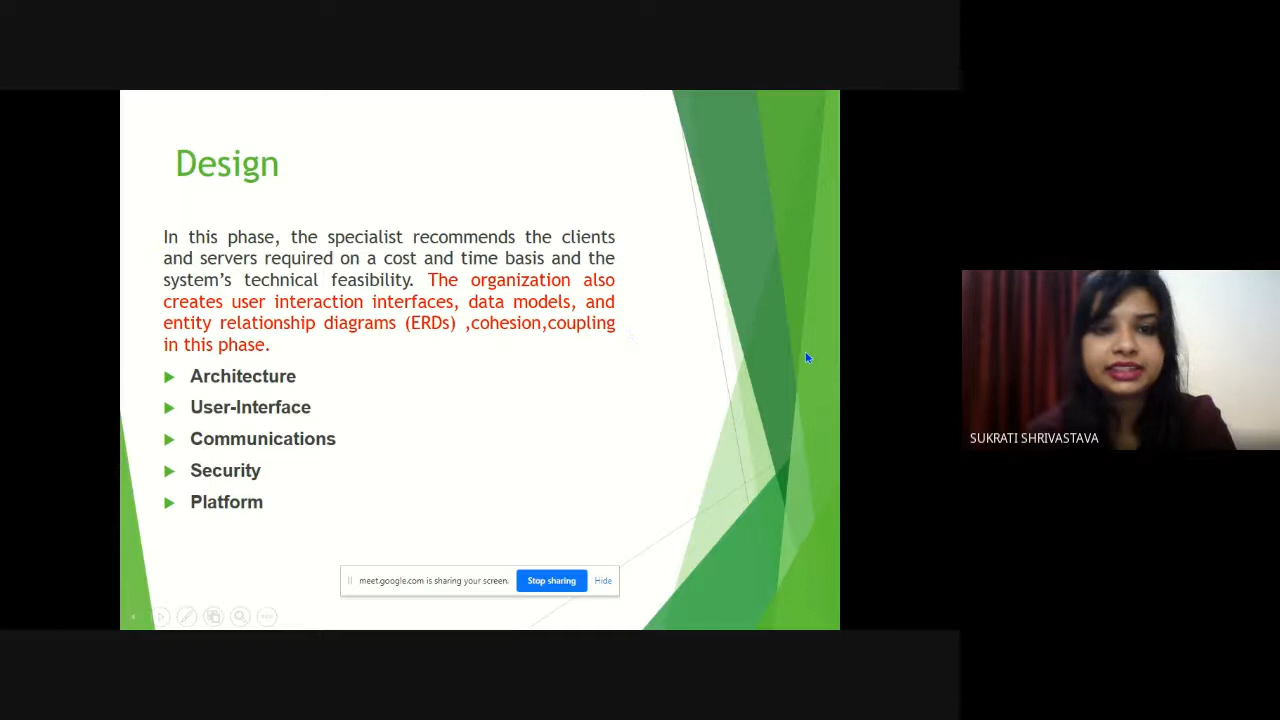 Design
In this phase, the specialist recommends the clients
and servers required on a cost and time basis and the
system’s technical feasibility. The organization also
creates user interaction interfaces, data models, and
entity relationship diagrams (ERDs) ,cohesion,coupling
in this phase.
Architecture
User-Interface
Communications
Security
Platform
meet.google.com is sharing your screen. Stop sharing Hide
SUKRATI SHRIVASTAVA